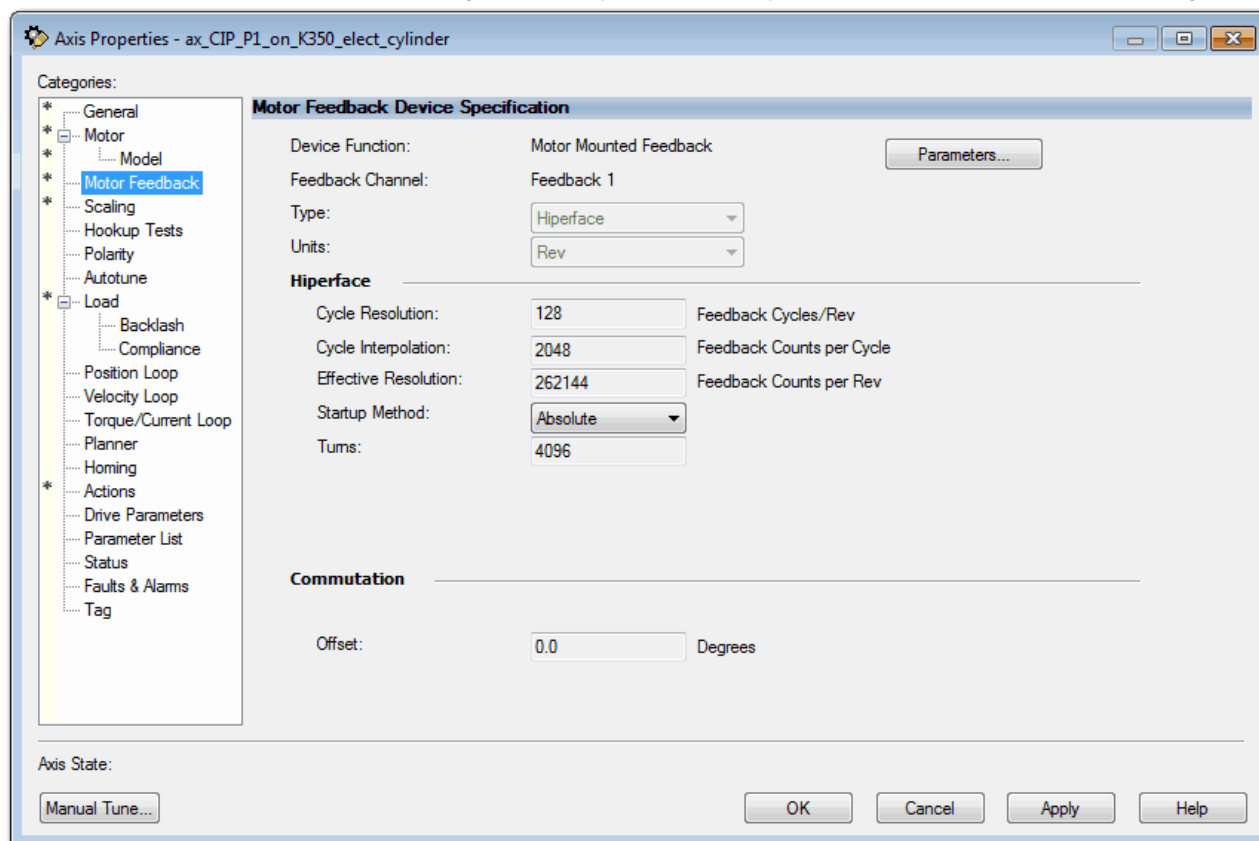 Axis Properties - ax_CIP_P1_on_K350_elect_cylinder
Categories:
* General
* Motor
* Model
* Motor Feedback
* Scaling
Hookup Tests
Polarity
Autotune
* Load
Backlash
Compliance
Position Loop
Velocity Loop
Torque/Current Loop
Planner
Homing
* Actions
Drive Parameters
Parameter List
Status
Faults & Alarms
Tag
Motor Feedback Device Specification
Device Function: Motor Mounted Feedback Parameters...
Feedback Channel: Feedback 1
Type: Hiperface
Units: Rev
Hiperface
Cycle Resolution: 128 Feedback Cycles/Rev
Cycle Interpolation: 2048 Feedback Counts per Cycle
Effective Resolution: 262144 Feedback Counts per Rev
Startup Method: Absolute
Turns: 4096
Commutation
Offset: 0.0 Degrees
Axis State:
Manual Tune... OK Cancel Apply Help